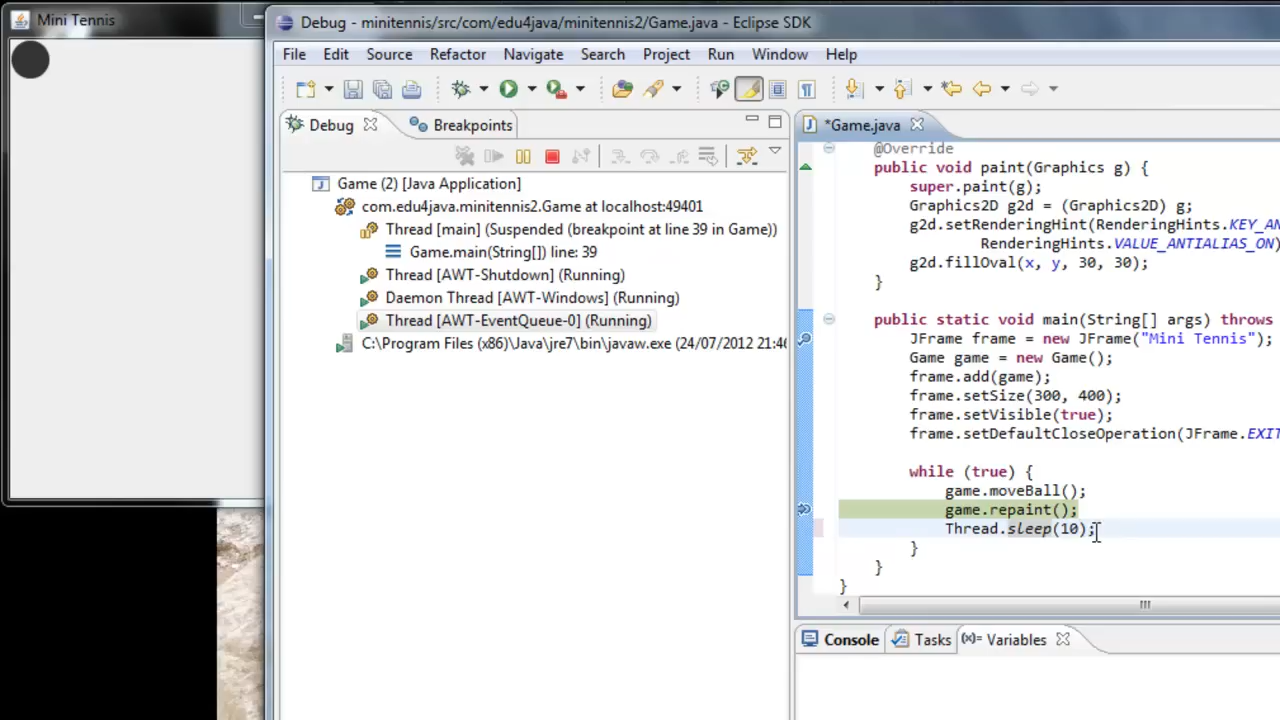 Mini Tennis
Debug - minitennis/src/com/edu4java/minitennis2/Game.java - Eclipse SDK
File Edit Source Refactor Navigate Search Project Run Window Help
Debug Breakpoints
Game (2) [Java Application]
com.edu4java.minitennis2.Game at localhost:49401
Thread [main] (Suspended (breakpoint at line 39 in Game))
Game.main(String[]) line: 39
Thread [AWT-Shutdown] (Running)
Daemon Thread [AWT-Windows] (Running)
Thread [AWT-EventQueue-0] (Running)
C:\Program Files (x86)\Java\jre7\bin\javaw.exe (24/07/2012 21:46
*Game.java
@Override
public void paint(Graphics g) {
super.paint(g);
Graphics2D g2d = (Graphics2D) g;
g2d.setRenderingHint(RenderingHints.KEY_AN
RenderingHints.VALUE_ANTIALIAS_ON)
g2d.fillOval(x, y, 30, 30);
}
public static void main(String[] args) throws
JFrame frame = new JFrame("Mini Tennis");
Game game = new Game();
frame.add(game);
frame.setSize(300, 400);
frame.setVisible(true);
frame.setDefaultCloseOperation(JFrame.EXIT
while (true) {
game.moveBall();
game.repaint();
Thread.sleep(10);
}
}
}
Console Tasks Variables